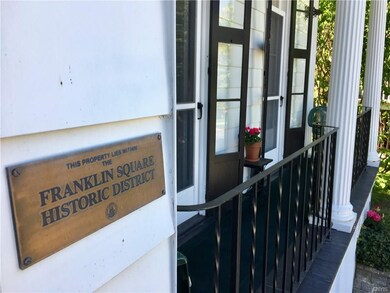 THIS PROPERTY LIES WITHIN
THE
FRANKLIN SQUARE
HISTORIC DISTRICT